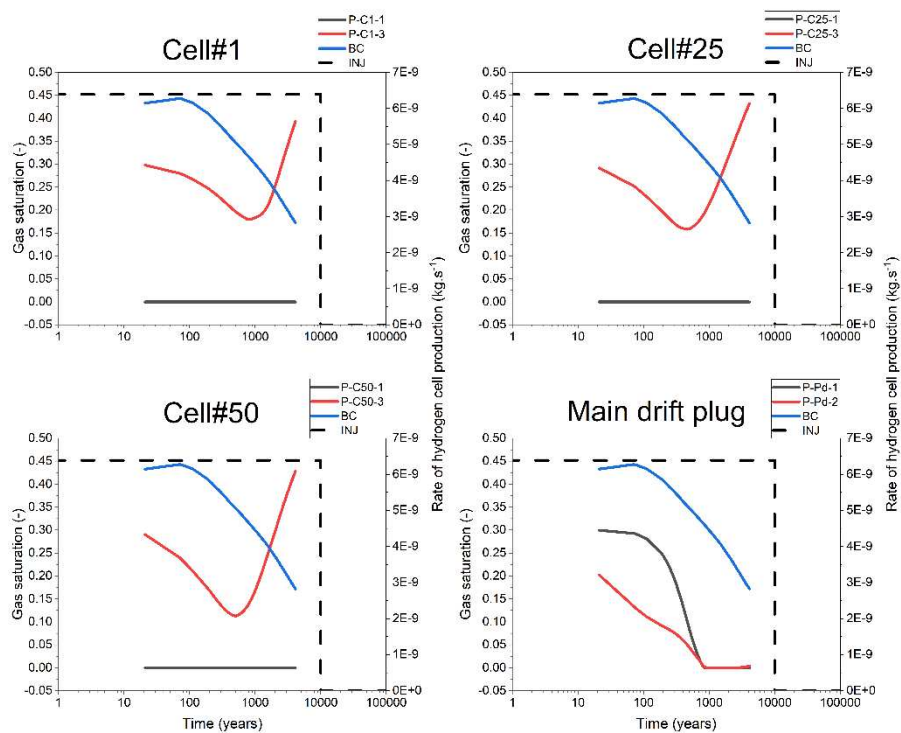 Cell#1
P-C1-1
P-C1-3
BC
INJ
Gas saturation (-)
0.50
0.45
0.40
0.35
0.30
0.25
0.20
0.15
0.10
0.05
0.00
-0.05
7E-9
6E-9
5E-9
4E-9
3E-9
2E-9
1E-9
0E+0
Rate of hydrogen cell production (kg.s⁻¹)
1
10
100
1000
10000
100000
Cell#25
P-C25-1
P-C25-3
BC
INJ
Gas saturation (-)
0.50
0.45
0.40
0.35
0.30
0.25
0.20
0.15
0.10
0.05
0.00
-0.05
7E-9
6E-9
5E-9
4E-9
3E-9
2E-9
1E-9
0E+0
Rate of hydrogen cell production (kg.s⁻¹)
1
10
100
1000
10000
100000
Cell#50
P-C50-1
P-C50-3
BC
INJ
Gas saturation (-)
0.50
0.45
0.40
0.35
0.30
0.25
0.20
0.15
0.10
0.05
0.00
-0.05
7E-9
6E-9
5E-9
4E-9
3E-9
2E-9
1E-9
0E+0
1
10
100
1000
10000
100000
Time (years)
Main drift plug
P-Pd-1
P-Pd-2
BC
INJ
Gas saturation (-)
0.50
0.45
0.40
0.35
0.30
0.25
0.20
0.15
0.10
0.05
0.00
-0.05
7E-9
6E-9
5E-9
4E-9
3E-9
2E-9
1E-9
0E+0
1
10
100
1000
10000
100000
Time (years)